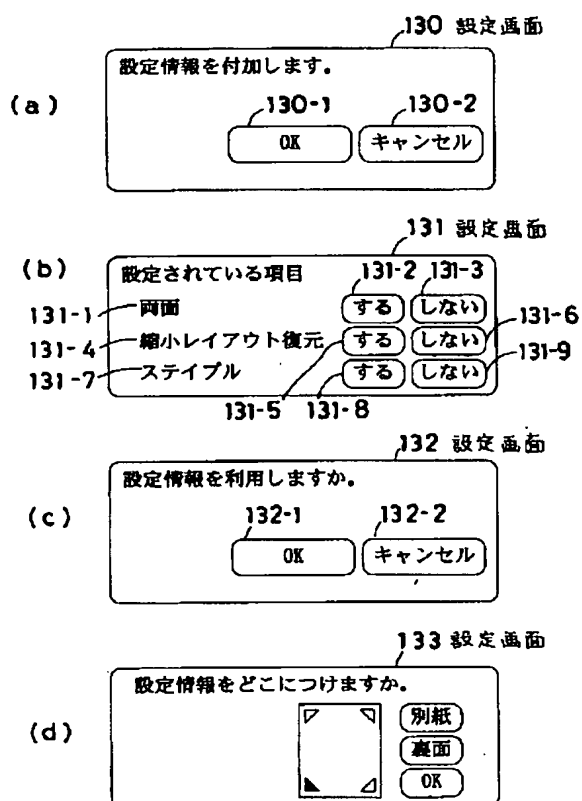 130 設定画面
(a)
設定情報を付加します。
130-1 130-2
OK キャンセル
131 設定画面
(b)
設定されている項目 131-2 131-3
131-1 両面 する しない 131-6
131-4 縮小レイアウト復元 する しない 131-9
131-7 ステイプル する しない
131-5 131-8
132 設定画面
(c)
設定情報を利用しますか。
132-1 132-2
OK キャンセル
133 設定画面
(d)
設定情報をどこにつけますか。
別紙
裏面
OK